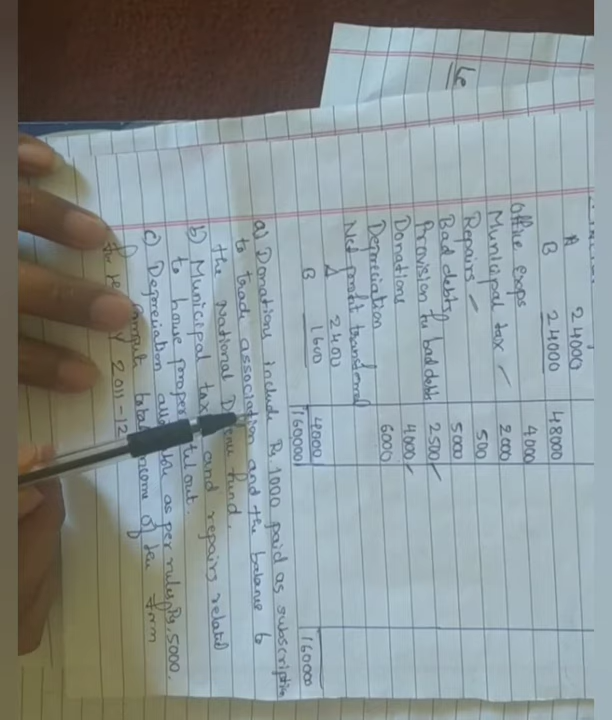 A 24000
B 24000 48000
Office exps 4000
Municipal tax 2000
Repairs 500
Bad debts 5000
Provision for bad debts 2500
Donations 4000
Depreciation 6000
Net profit transferred
A 2400
B 1600 4000
160000 160000
a) Donations include Rs 1000 paid as subscription
to trade association and the balance to
the National Defence fund.
b) Municipal tax and repairs relate
to house property let out.
c) Depreciation allowable as per rules Rs, 5000.
compute total income of the firm
for 2011-12